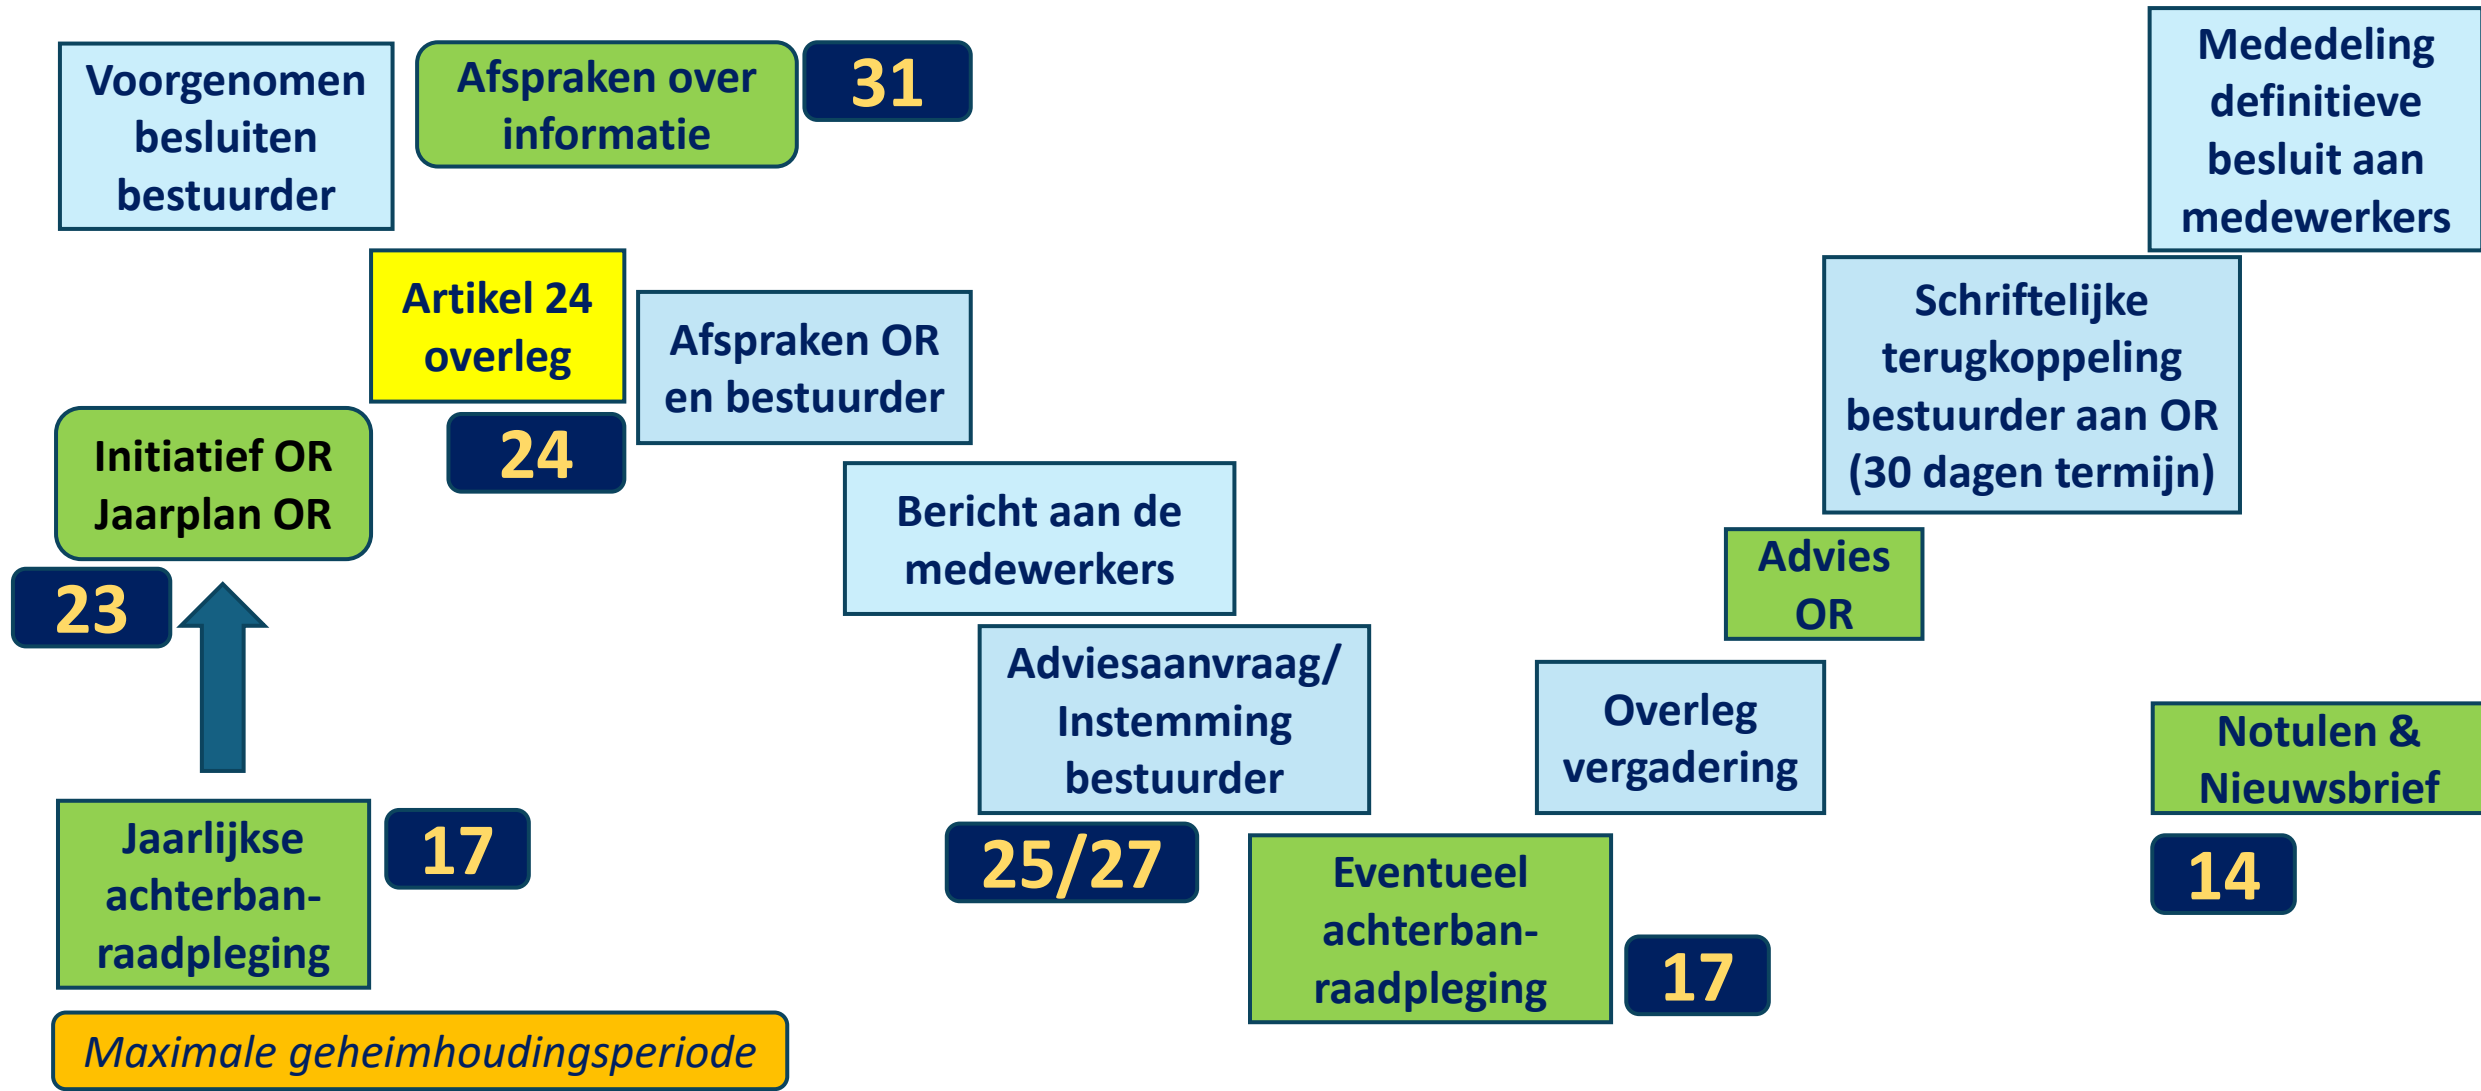 Voorgenomen
besluiten
bestuurder
Afspraken over
informatie
31
Artikel 24
overleg
24
Afspraken OR
en bestuurder
Initiatief OR
Jaarplan OR
23
Jaarlijkse
achterban-
raadpleging
17
Maximale geheimhoudingsperiode
Bericht aan de
medewerkers
Adviesaanvraag/
Instemming
bestuurder
25/27
Eventueel
achterban-
raadpleging
17
Overleg
vergadering
Advies
OR
Schriftelijke
terugkoppeling
bestuurder aan OR
(30 dagen termijn)
Mededeling
definitieve
besluit aan
medewerkers
Notulen &
Nieuwsbrief
14